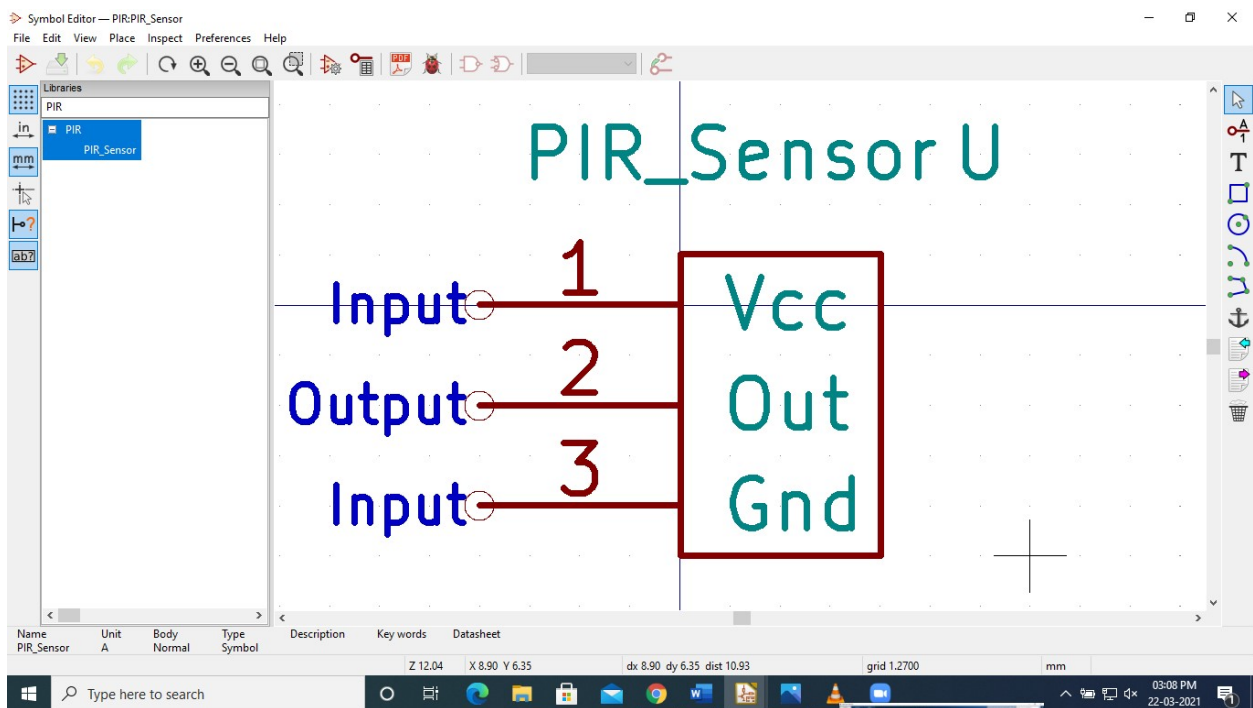 Symbol Editor — PIR:PIR_Sensor
File Edit View Place Inspect Preferences Help
PDF
Libraries
PIR
in
PIR
PIR_Sensor
mm
ab?
A
1
T
PIR_Sensor U
1
Input
Vcc
2
Output
Out
3
Input
Gnd
Name Unit Body Type Description Key words Datasheet
PIR_Sensor A Normal Symbol
Z 12.04 X 8.90 Y 6.35 dx 8.90 dy 6.35 dist 10.93 grid 1.2700 mm
Type here to search
03:08 PM
22-03-2021